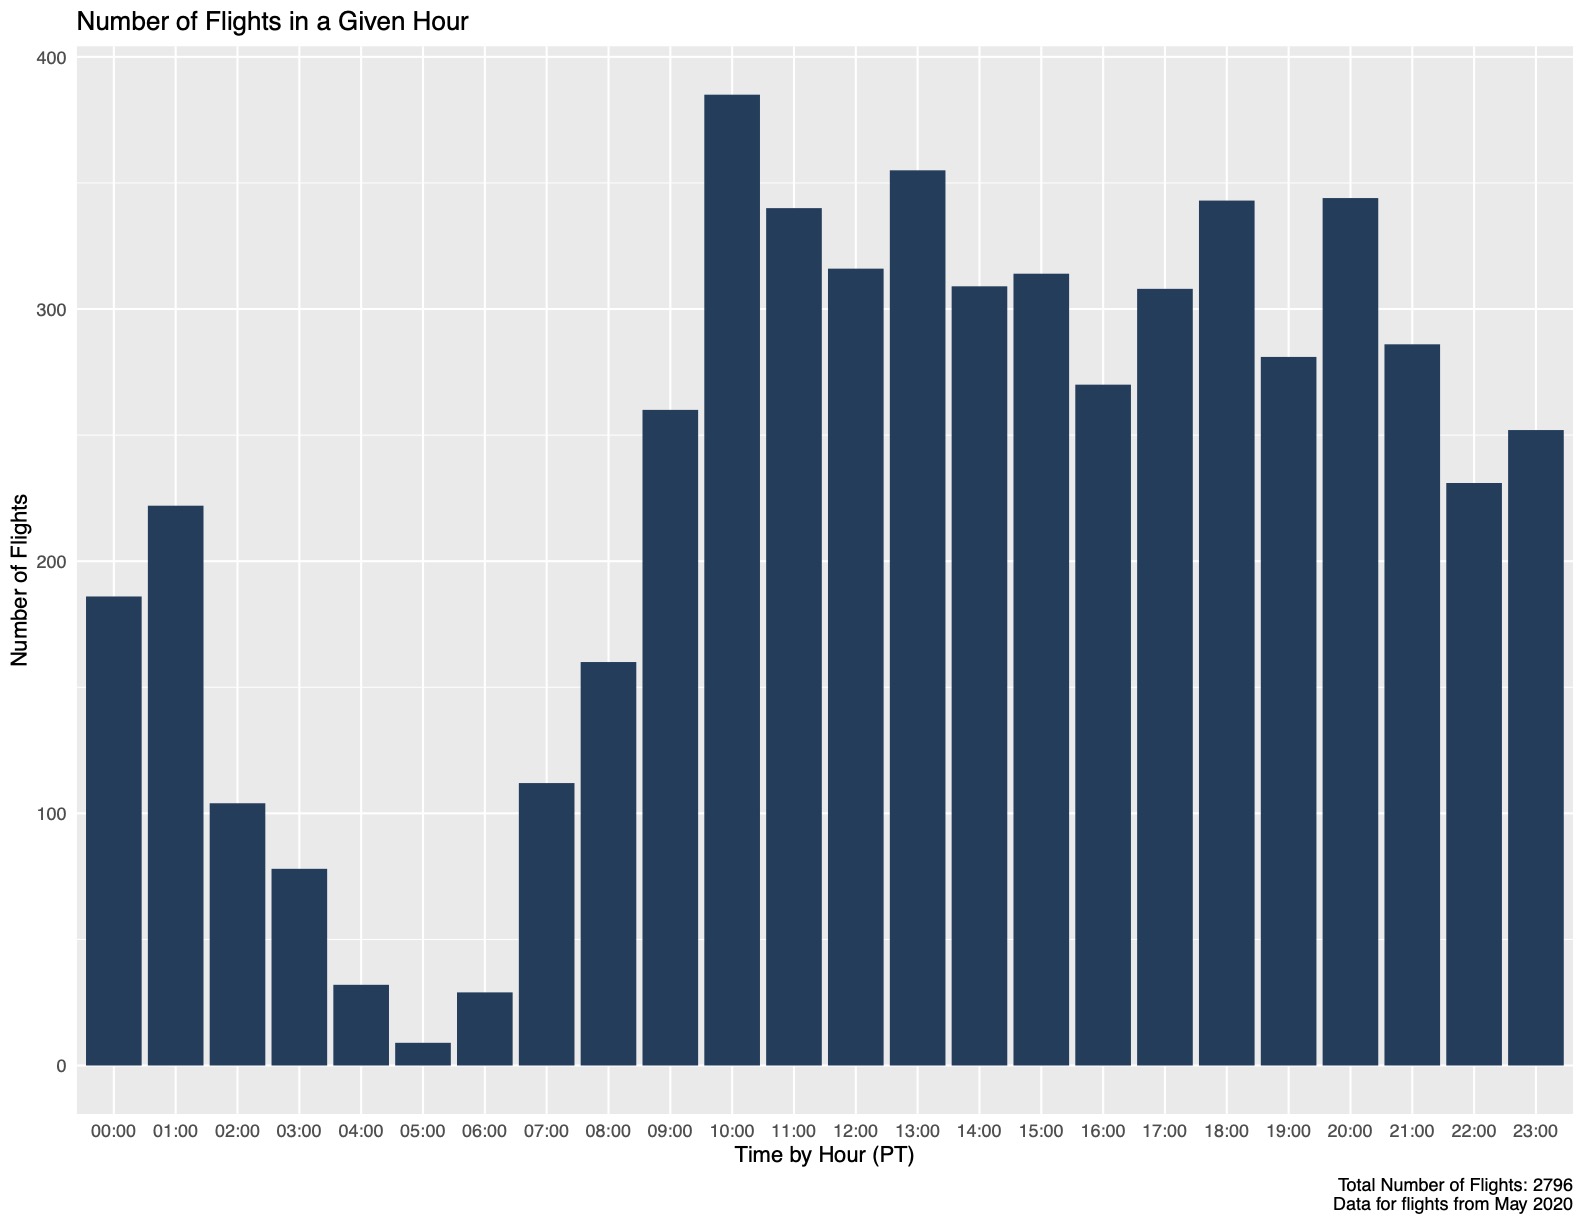 Number of Flights in a Given Hour
400
300
200
100
0
Number of Flights
00:00 01:00 02:00 03:00 04:00 05:00 06:00 07:00 08:00 09:00 10:00 11:00 12:00 13:00 14:00 15:00 16:00 17:00 18:00 19:00 20:00 21:00 22:00 23:00
Time by Hour (PT)
Total Number of Flights: 2796
Data for flights from May 2020